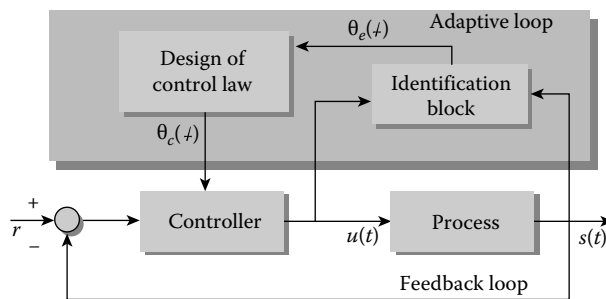 Adaptive loop
θe(⤈)
Design of
control law
Identification
block
θc(⤈)
+
r
−
Controller
u(t)
Process
s(t)
Feedback loop